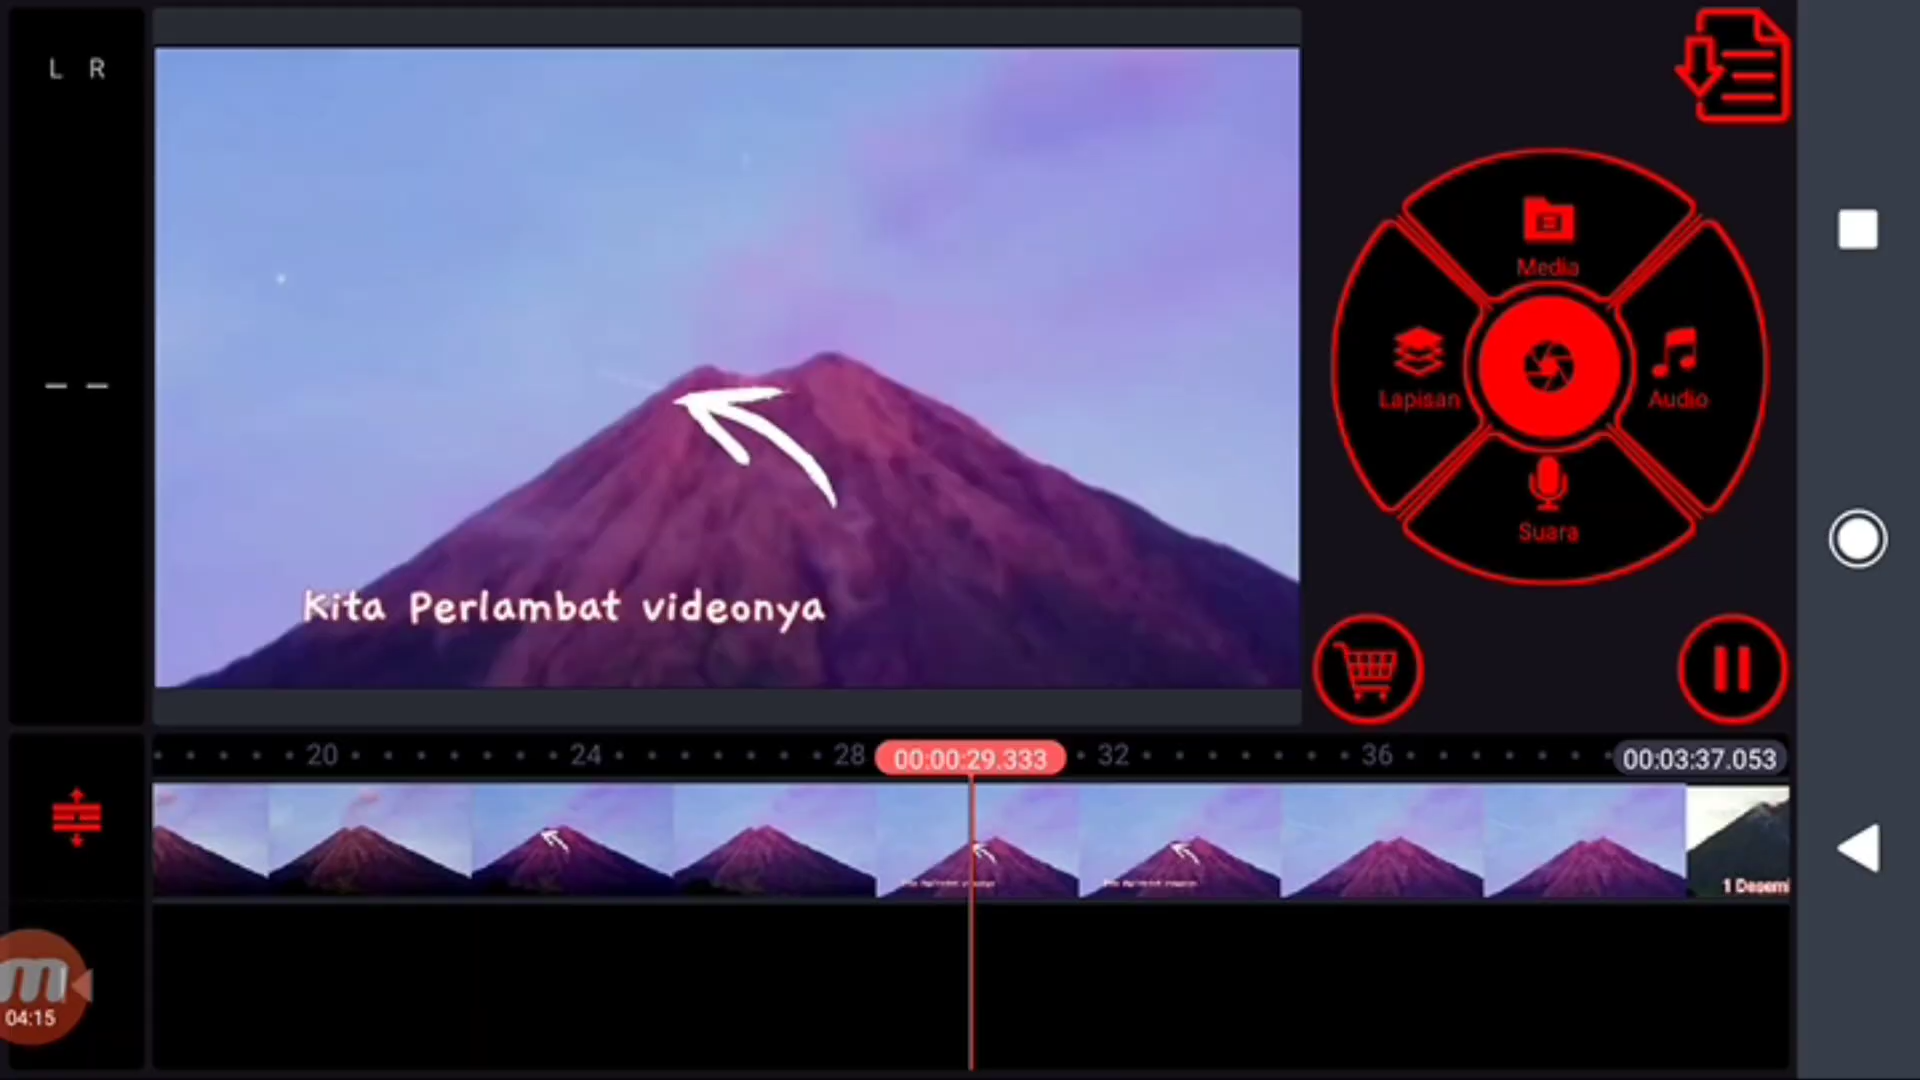 L R
Media
Lapisan
Audio
Suara
Kita Perlambat videonya
20
24
28
00:00:29.333
32
36
00:03:37.053
1 Desem
04:15